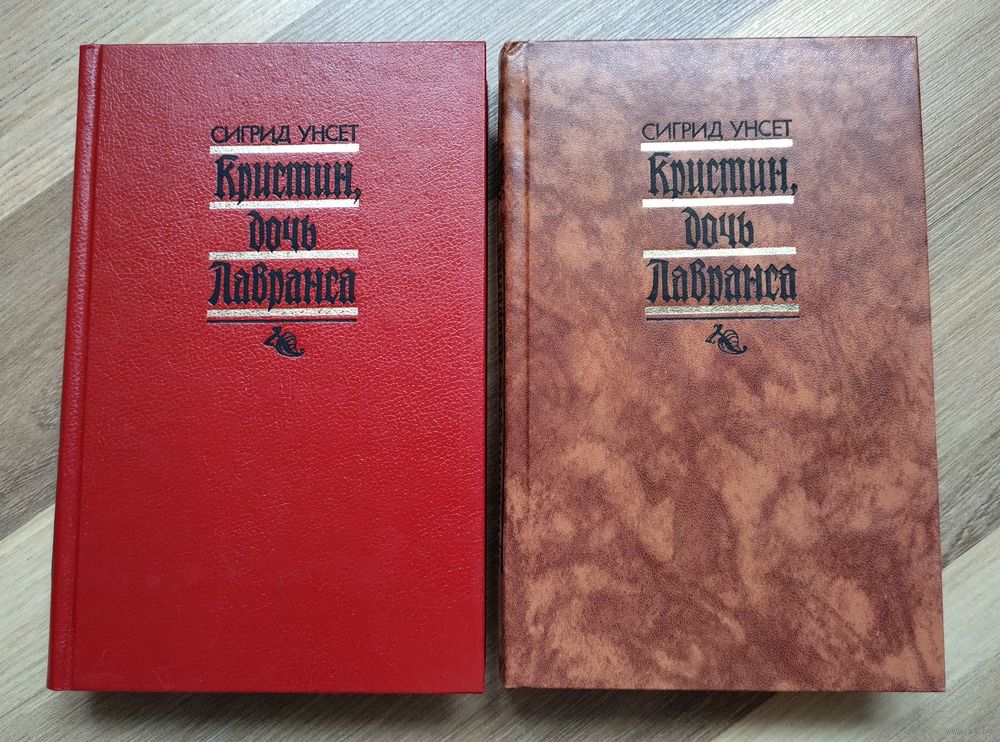 СИГРИД УНСЕТ
Кристин,
дочь
Лавранса
СИГРИД УНСЕТ
Кристин,
дочь
Лавранса